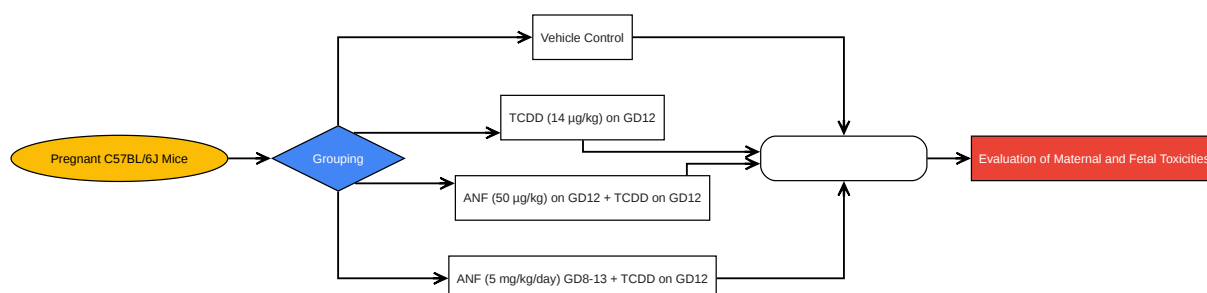 Vehicle Control
TCDD (14 µg/kg) on GD12
Pregnant C57BL/6J Mice
Grouping
Evaluation of Maternal and Fetal Toxicities
ANF (50 µg/kg) on GD12 + TCDD on GD12
ANF (5 mg/kg/day) GD8-13 + TCDD on GD12